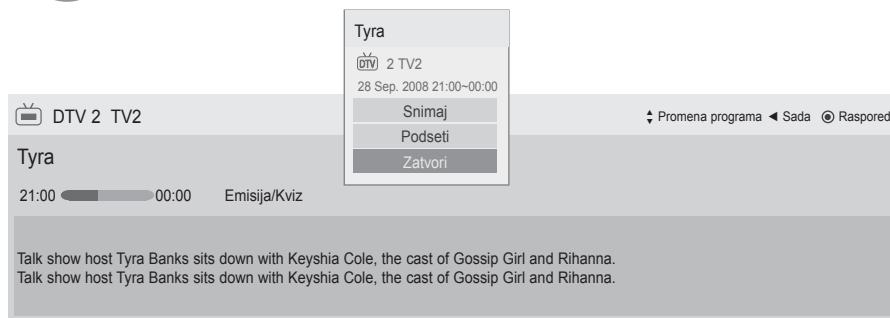 Tyra
DTV 2 TV2
28 Sep. 2008 21:00~00:00
Snimaj
Podseti
Zatvori
DTV 2 TV2
Promena programa ◄ Sada ◉ Raspored
Tyra
21:00 00:00 Emisija/Kviz
Talk show host Tyra Banks sits down with Keyshia Cole, the cast of Gossip Girl and Rihanna.
Talk show host Tyra Banks sits down with Keyshia Cole, the cast of Gossip Girl and Rihanna.